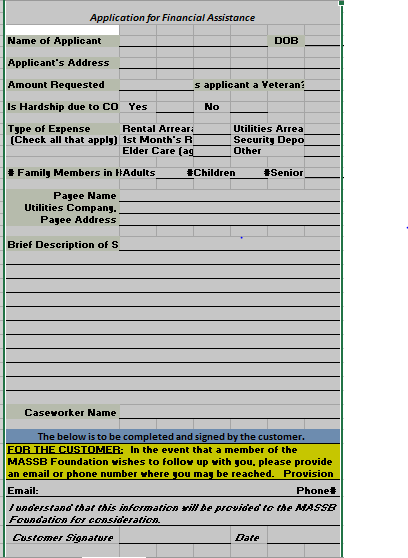 Application for Financial Assistance
Name of Applicant DOB
Applicant's Address
Amount Requested s applicant a Veteran?
Is Hardship due to CO Yes No
Type of Expense Rental Arrear Utilities Arrea
(Check all that apply) 1st Month's R Security Depo
Elder Care (ag Other
# Family Members in H #Adults #Children #Senior
Payee Name
Utilities Company,
Payee Address
Brief Description of S
Caseworker Name
The below is to be completed and signed by the customer.
FOR THE CUSTOMER: In the event that a member of the
MASSB Foundation wishes to follow up with you, please provide
an email or phone number where you may be reached. Provision
Email: Phone#
I understand that this information will be provided to the MASSB
Foundation for consideration.
Customer Signature Date